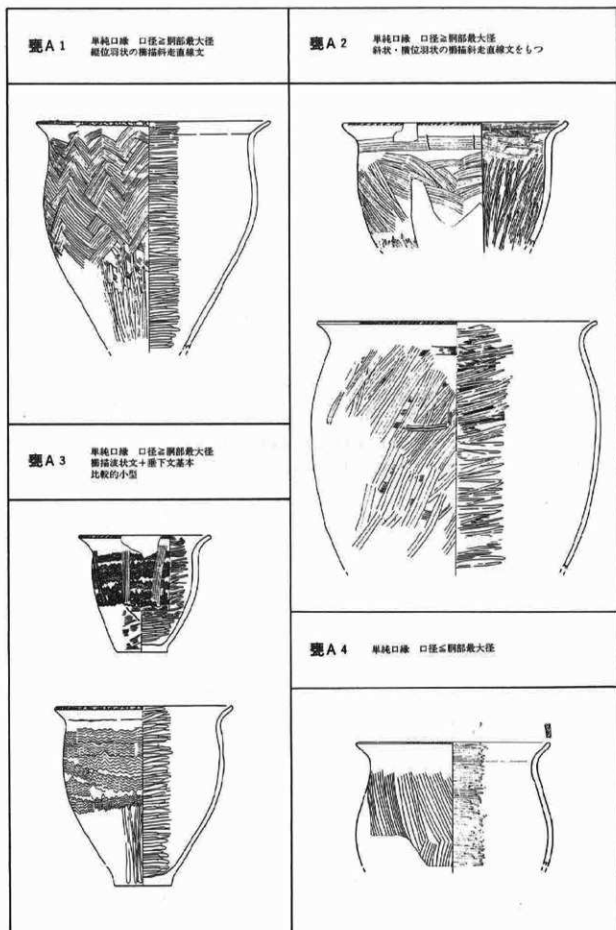 甕A 1
単純口縁 口径≧胴部最大径
縦位羽状の櫛描斜走直線文
甕A 2
単純口縁 口径≧胴部最大径
斜状・横位羽状の櫛描斜走直線文をもつ
甕A 3
単純口縁 口径≧胴部最大径
櫛描波状文+垂下文基本
比較的小型
甕A 4
単純口縁 口径≦胴部最大径